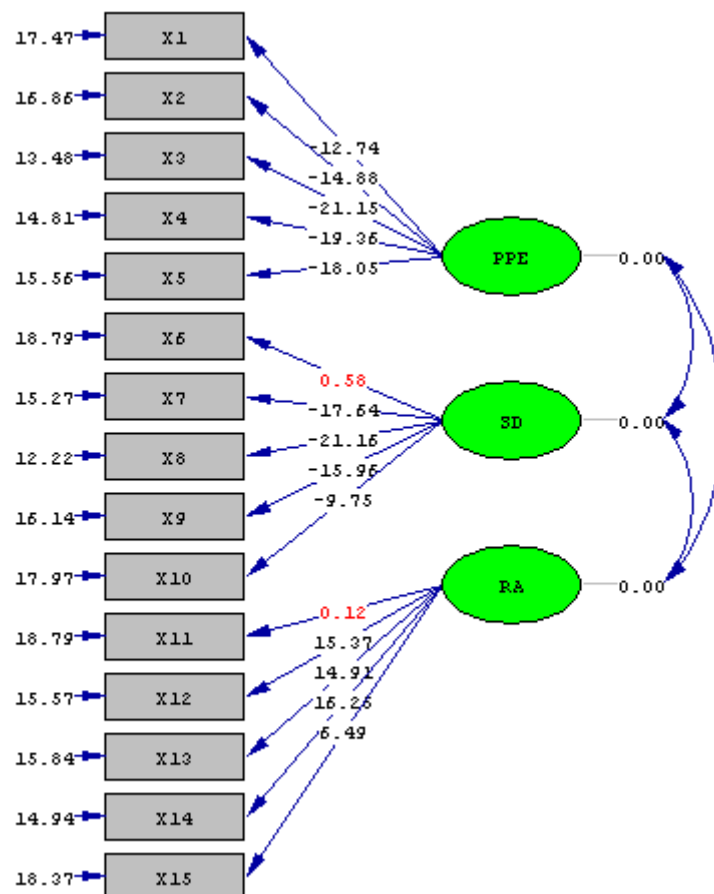 17.47 X1
16.86 X2
13.48 X3
14.81 X4
15.56 X5
18.79 X6
15.27 X7
12.22 X8
16.14 X9
17.97 X10
18.79 X11
15.57 X12
15.84 X13
14.94 X14
18.37 X15
-12.74
-14.88
-21.15
-19.36
-18.05
0.58
-17.64
-21.16
-15.96
-9.75
0.12
15.37
14.91
16.26
6.49
PPE 0.00
SD 0.00
RA 0.00